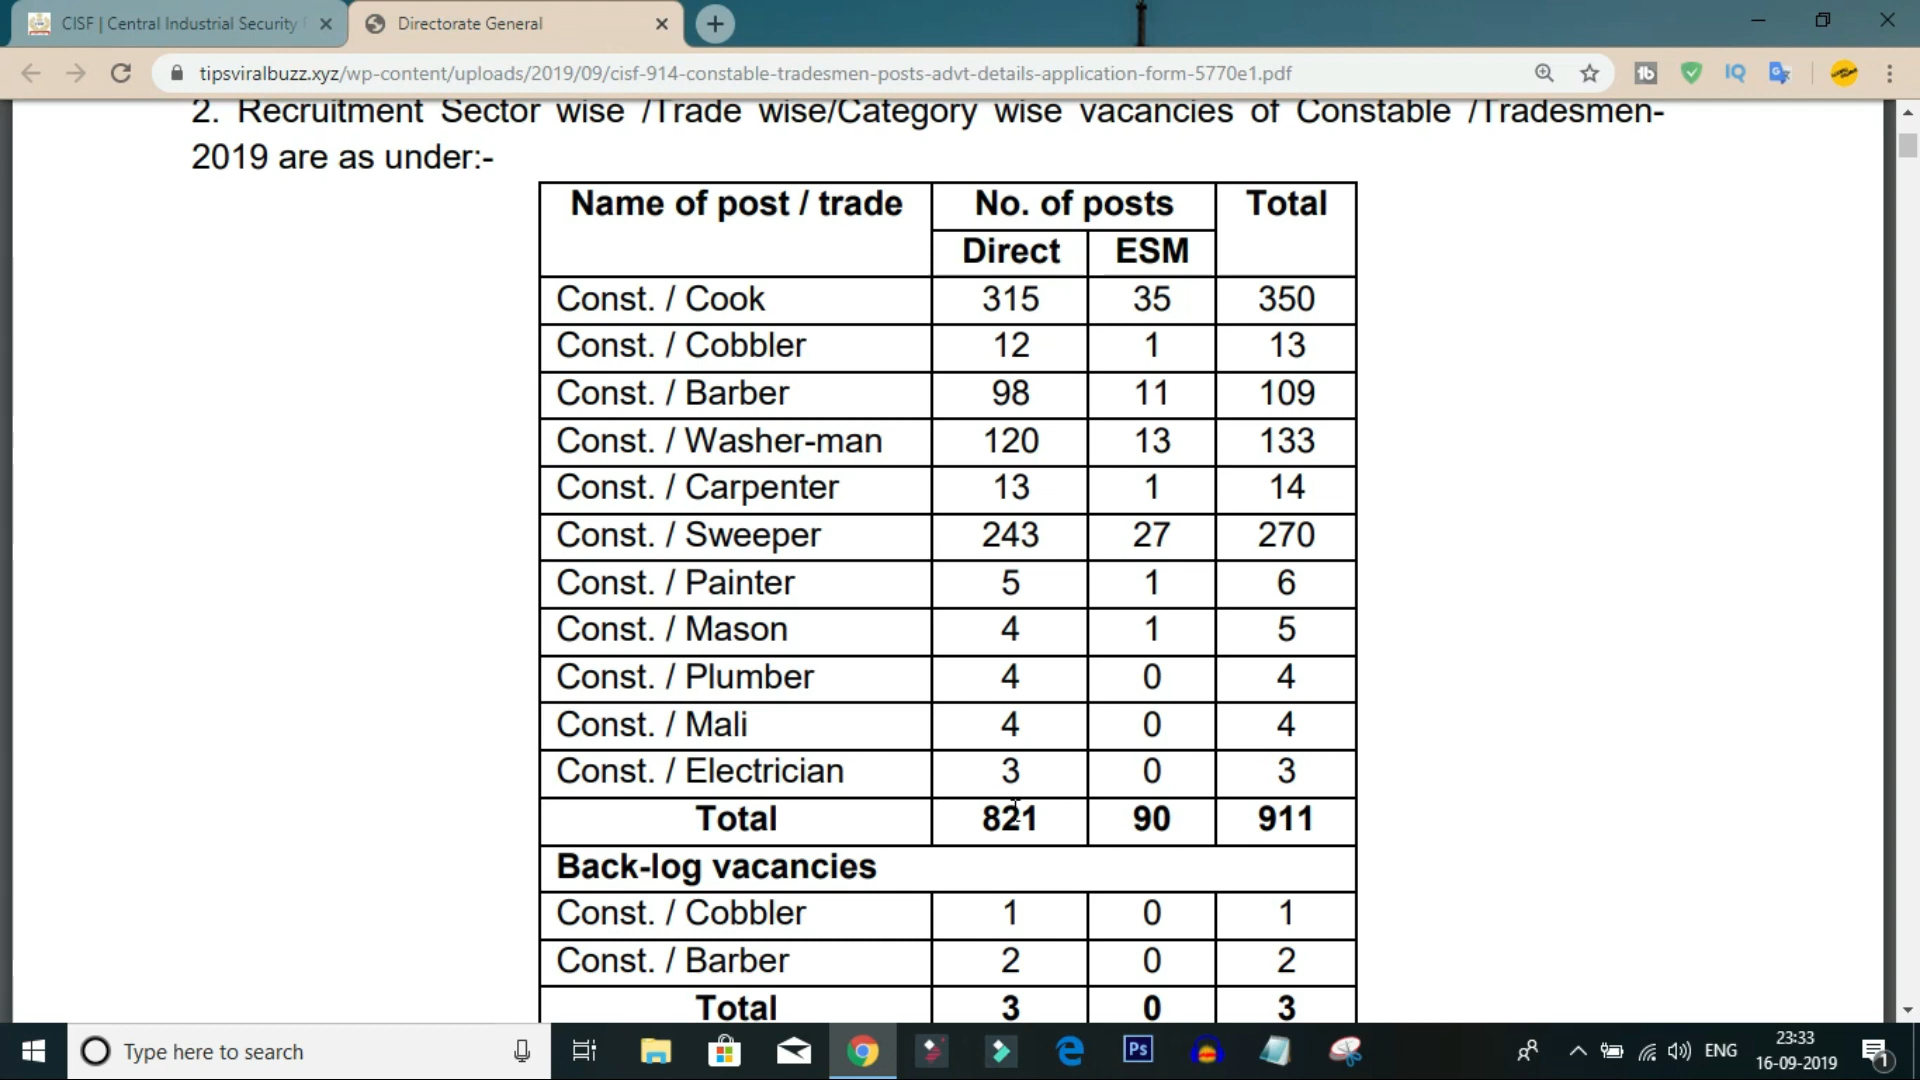 CISF | Central Industrial Security
Directorate General
tipsviralbuzz.xyz/wp-content/uploads/2019/09/cisf-914-constable-tradesmen-posts-advt-details-application-form-5770e1.pdf
2. Recruitment Sector wise /Trade wise/Category wise vacancies of Constable /Tradesmen-
2019 are as under:-
Name of post / trade No. of posts Total
Direct ESM
Const. / Cook 315 35 350
Const. / Cobbler 12 1 13
Const. / Barber 98 11 109
Const. / Washer-man 120 13 133
Const. / Carpenter 13 1 14
Const. / Sweeper 243 27 270
Const. / Painter 5 1 6
Const. / Mason 4 1 5
Const. / Plumber 4 0 4
Const. / Mali 4 0 4
Const. / Electrician 3 0 3
Total 821 90 911
Back-log vacancies
Const. / Cobbler 1 0 1
Const. / Barber 2 0 2
Total 3 0 3
Type here to search
Ps
ENG
23:33
16-09-2019
1